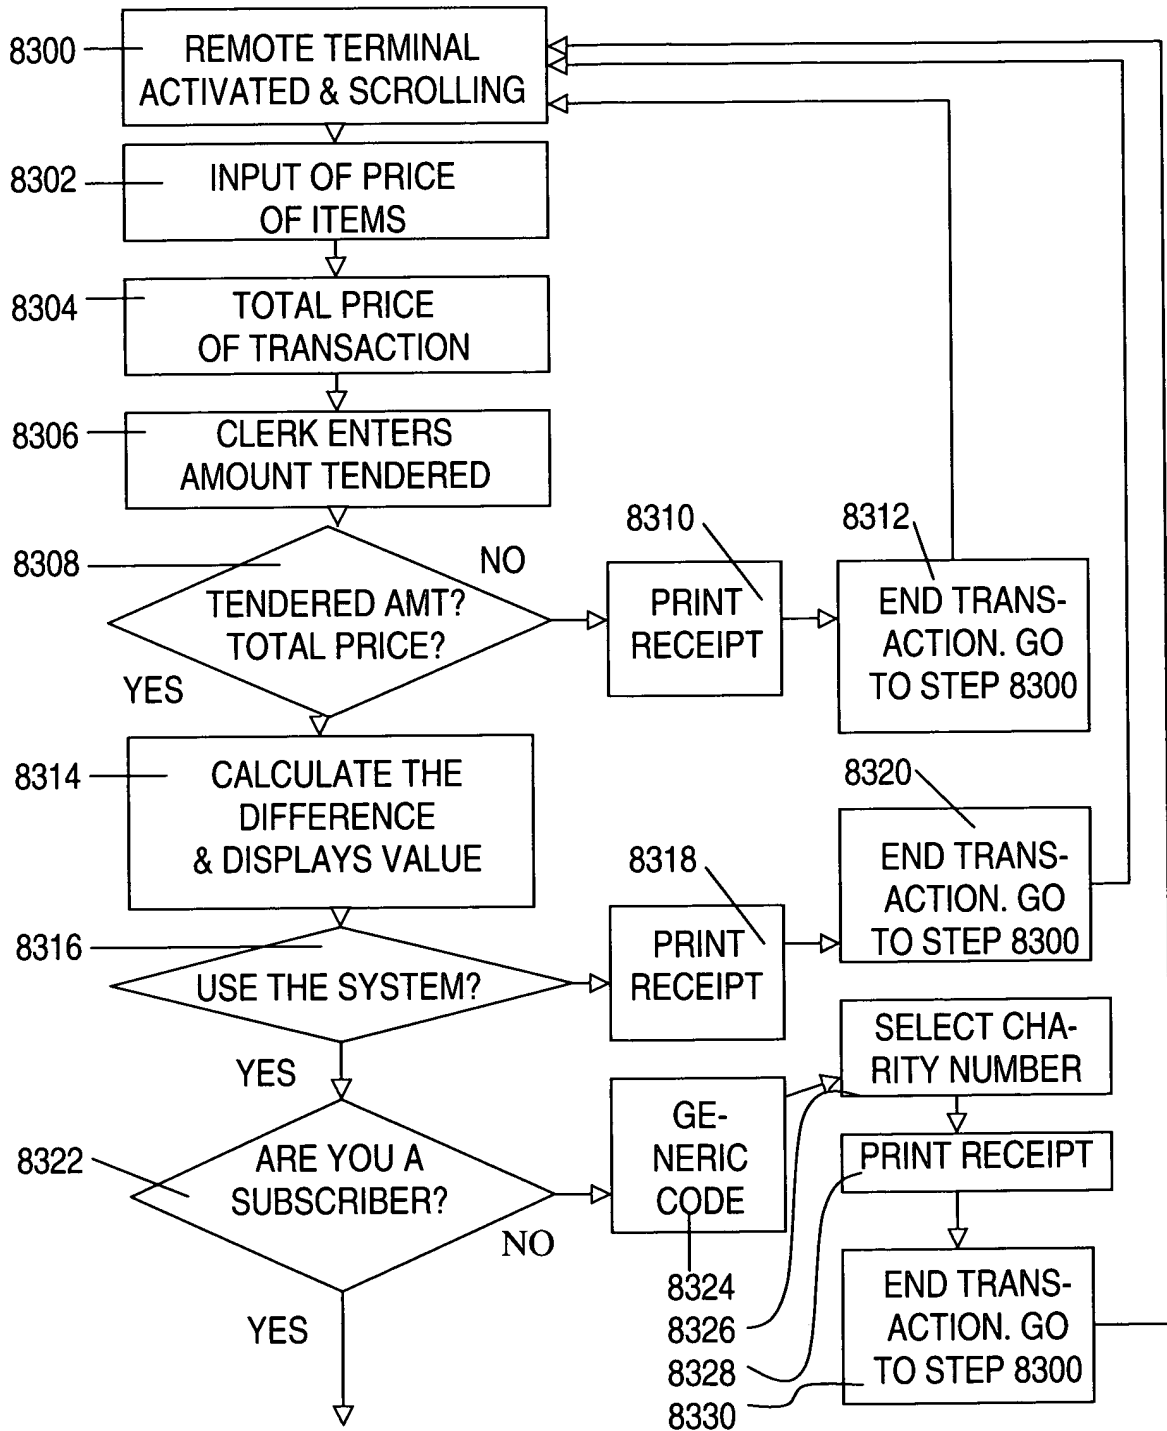 8300
REMOTE TERMINAL
ACTIVATED & SCROLLING
8302
INPUT OF PRICE
OF ITEMS
8304
TOTAL PRICE
OF TRANSACTION
8306
CLERK ENTERS
AMOUNT TENDERED
8308
TENDERED AMT?
TOTAL PRICE?
NO
YES
8310
PRINT
RECEIPT
8312
END TRANS-
ACTION. GO
TO STEP 8300
8314
CALCULATE THE
DIFFERENCE
& DISPLAYS VALUE
8316
USE THE SYSTEM?
YES
8318
PRINT
RECEIPT
8320
END TRANS-
ACTION. GO
TO STEP 8300
8322
ARE YOU A
SUBSCRIBER?
NO
YES
GE-
NERIC
CODE
8324
SELECT CHA-
RITY NUMBER
8326
PRINT RECEIPT
8328
END TRANS-
ACTION. GO
TO STEP 8300
8330